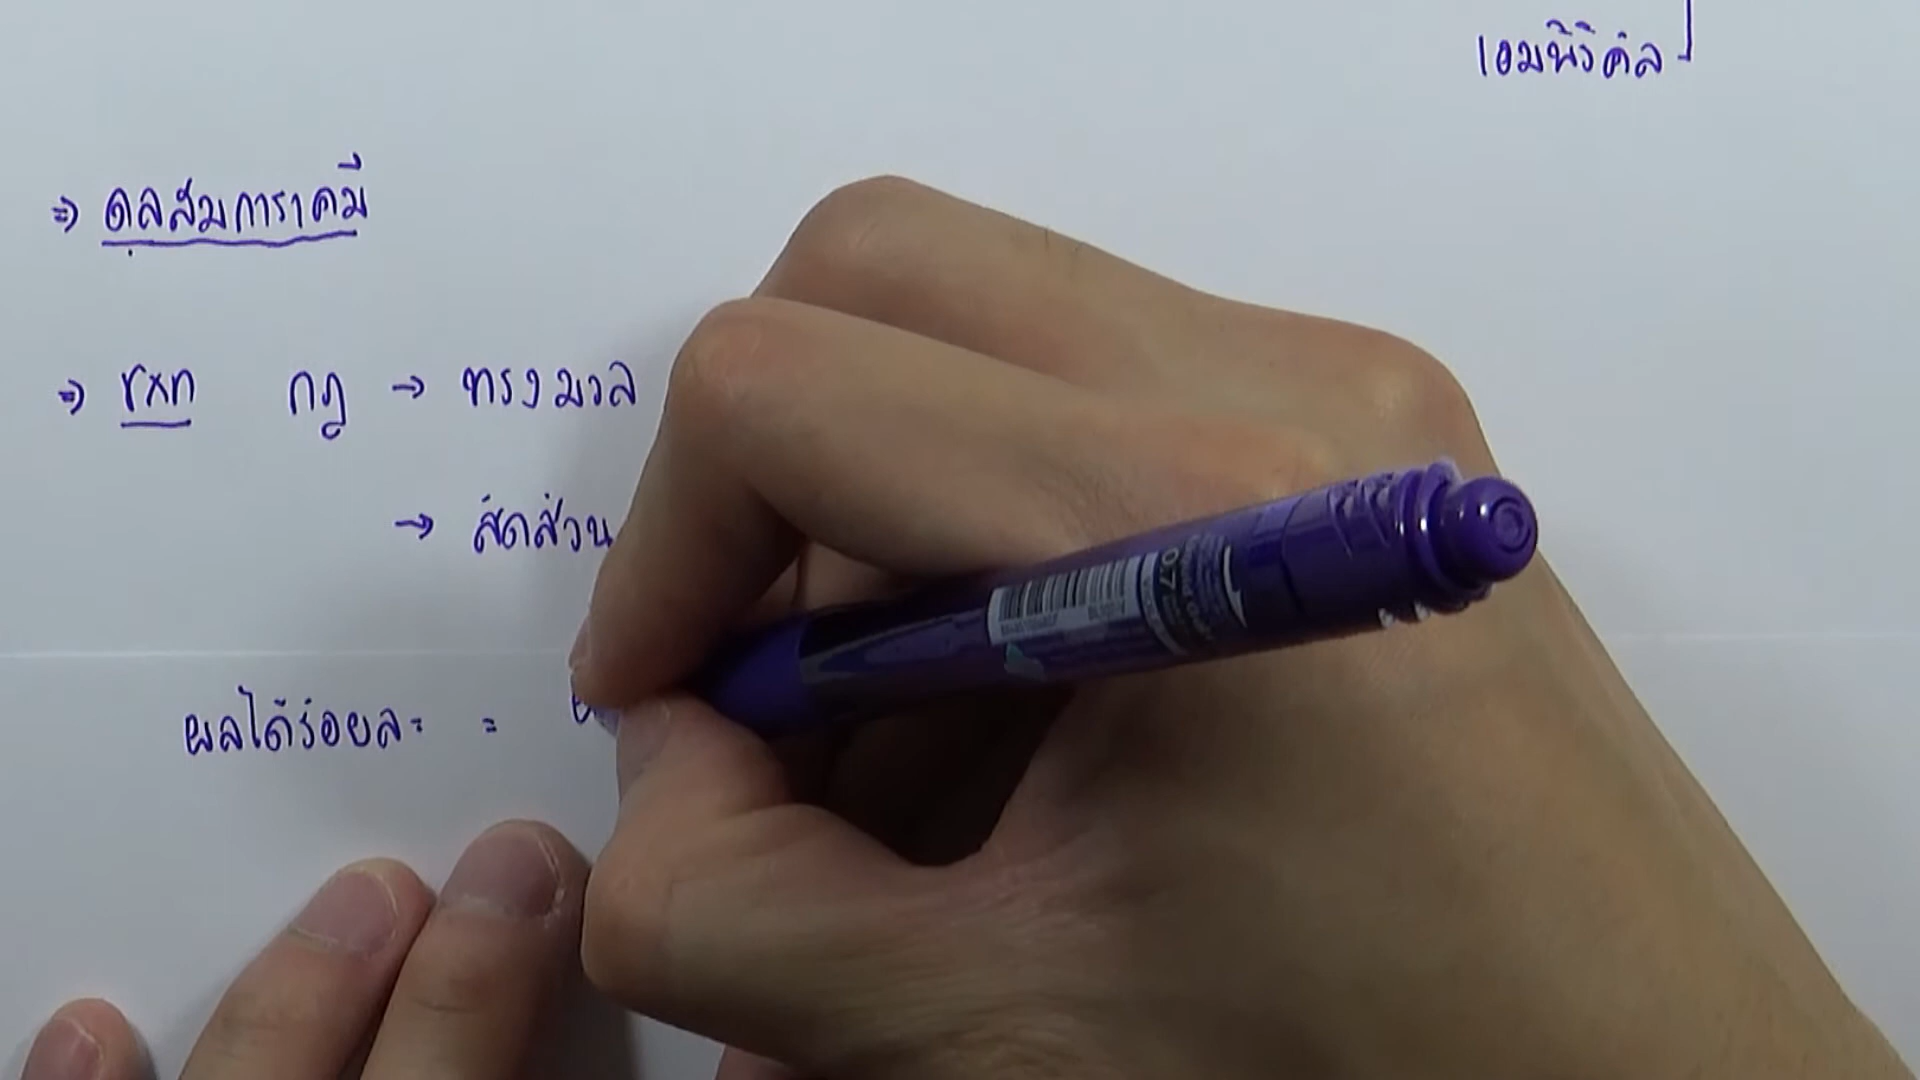 เอมพิริคัล
⇒ ดุลสมการเคมี
⇒ rxn กฎ → ทรงมวล
→ สัดส่วน
ผลได้ร้อยละ =
0.7